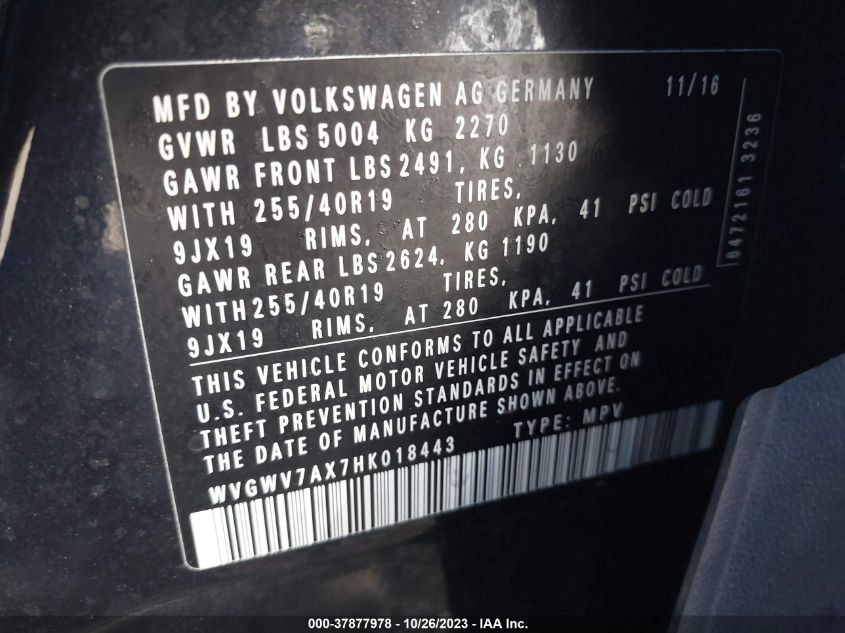 MFD BY VOLKSWAGEN AG GERMANY 11/16
GVWR LBS 5004 KG 2270
GAWR FRONT LBS 2491, KG 1130
WITH 255/40R19 TIRES,
9JX19 RIMS, AT 280 KPA, 41 PSI COLD
GAWR REAR LBS 2624, KG 1190
WITH 255/40R19 TIRES,
9JX19 RIMS, AT 280 KPA, 41 PSI COLD
THIS VEHICLE CONFORMS TO ALL APPLICABLE
U.S. FEDERAL MOTOR VEHICLE SAFETY AND
THEFT PREVENTION STANDARDS IN EFFECT ON
THE DATE OF MANUFACTURE SHOWN ABOVE.
WVGWV7AX7HK018443 TYPE: MPV
8472161 3236
000-37877978 - 10/26/2023 - IAA Inc.